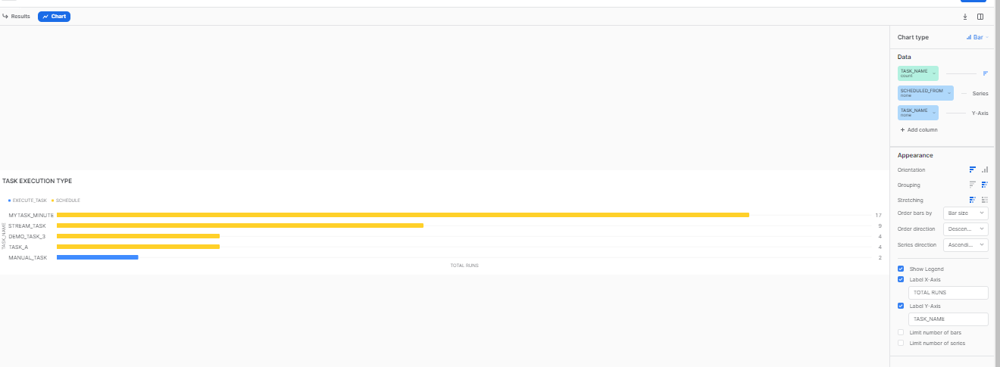 Results
Chart
Chart type
Bar
Data
TASK_NAME
count
SCHEDULED_FROM
none
Series
TASK_NAME
none
Y-Axis
+ Add column
Appearance
Orientation
Grouping
Stretching
Order bars by
Bar size
Order direction
Descen...
Series direction
Ascendi...
Show Legend
Label X-Axis
TOTAL RUNS
Label Y-Axis
TASK_NAME
Limit number of bars
Limit number of series
TASK EXECUTION TYPE
EXECUTE_TASK SCHEDULE
TASK_NAME
MYTASK_MINUTE 17
STREAM_TASK 9
DEMO_TASK_3 4
TASK_A 4
MANUAL_TASK 2
TOTAL RUNS